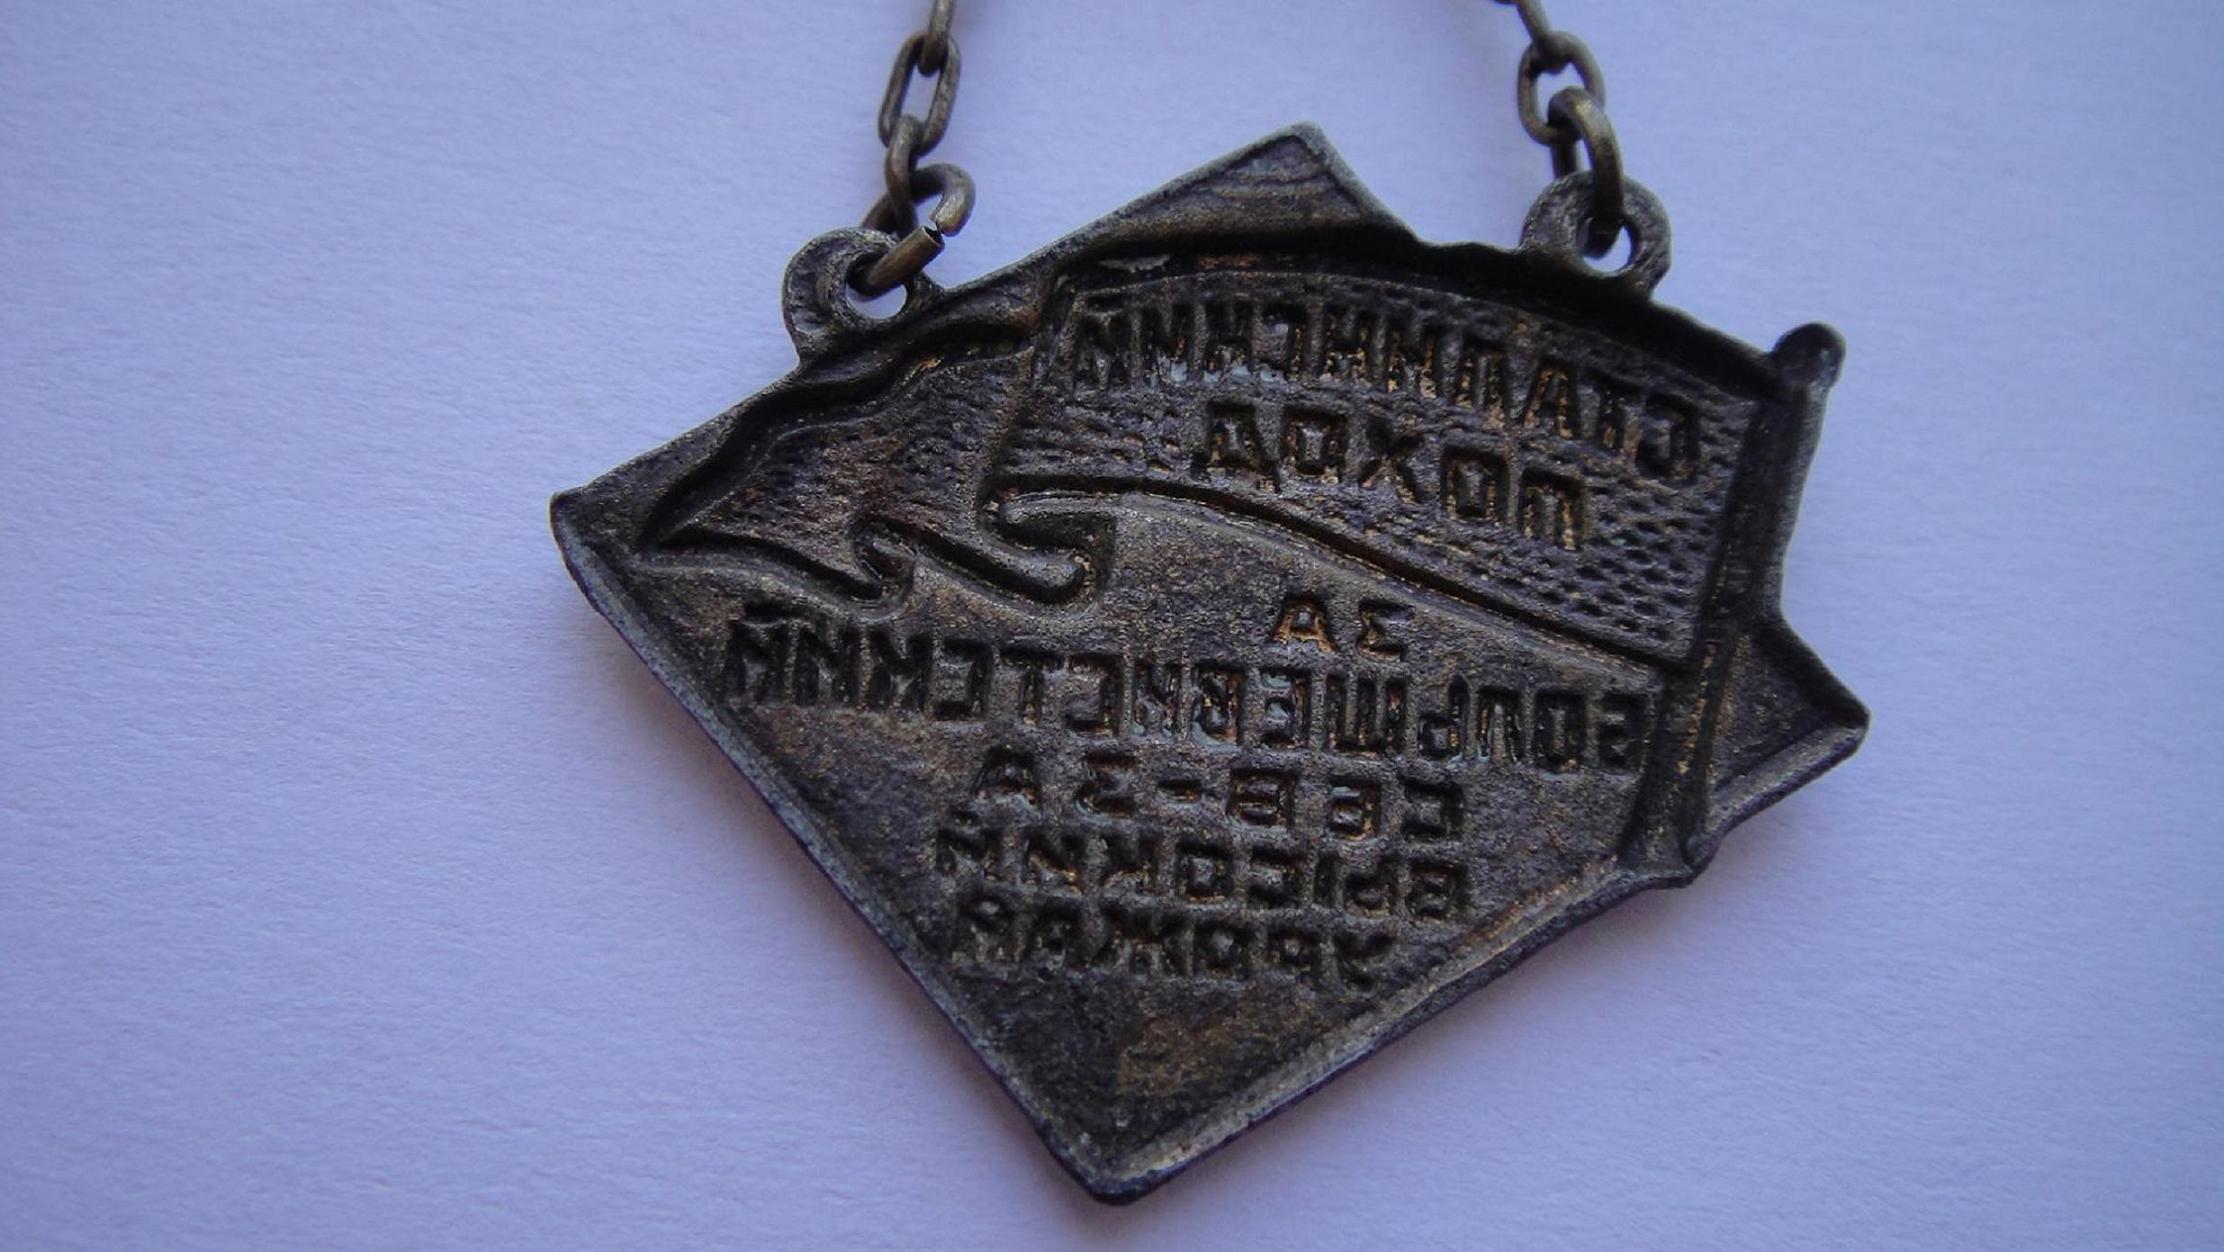 СТАЛИНСКИЙ
ПОХОД
ЗА
БОЛЬШЕВИСТСКИЙ
СЕВ-ЗА
ВЫСОКИЙ
УРОЖАЙ